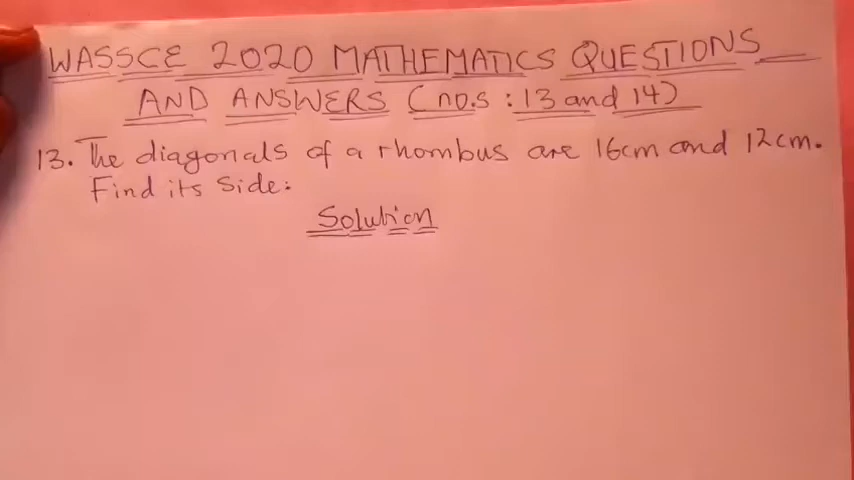 WASSCE 2020 MATHEMATICS QUESTIONS
AND ANSWERS (no.s : 13 and 14)
13. The diagonals of a rhombus are 16cm and 12cm.
Find its side:
Solution